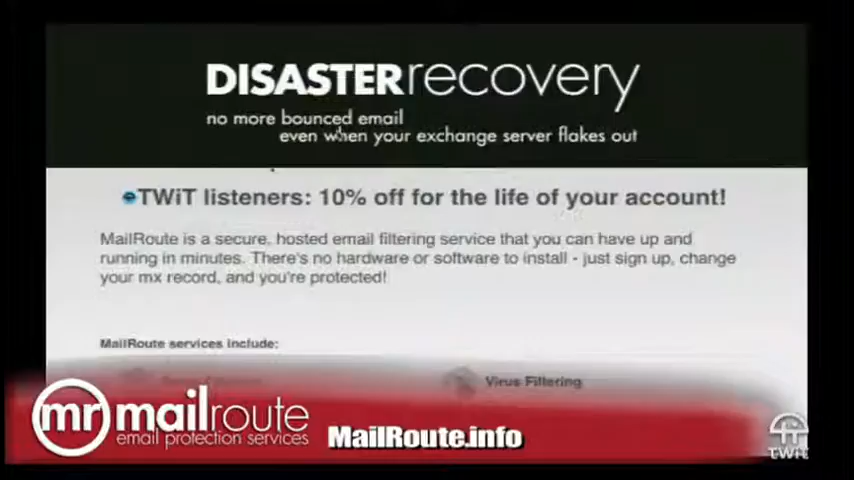 DISASTERrecovery
no more bounced email
even when your exchange server flakes out
TWiT listeners: 10% off for the life of your account!
MailRoute is a secure, hosted email filtering service that you can have up and
running in minutes. There's no hardware or software to install - just sign up, change
your mx record, and you're protected!
MailRoute services include:
Virus Filtering
mr mailroute
email protection services
MailRoute.info
TWiT